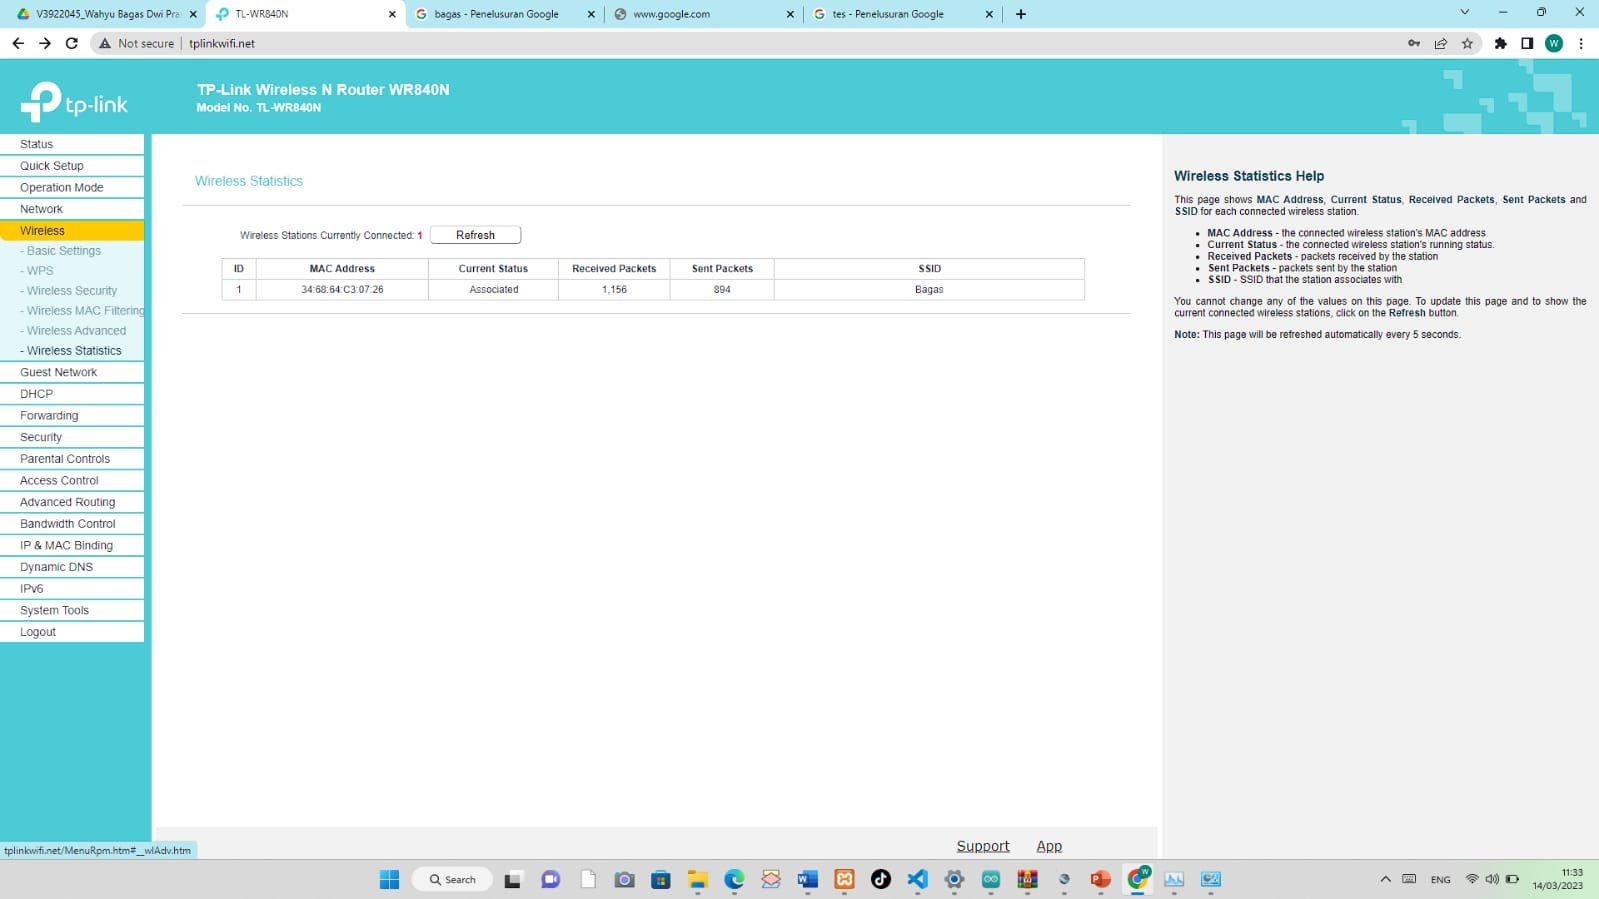 V3922045_Wahyu Bagas Dwi Pra
TL-WR840N
bagas - Penelusuran Google
www.google.com
tes - Penelusuran Google
Not secure
tplinkwifi.net
W
tp-link
TP-Link Wireless N Router WR840N
Model No. TL-WR840N
Status
Quick Setup
Operation Mode
Network
Wireless
- Basic Settings
- WPS
- Wireless Security
- Wireless MAC Filtering
- Wireless Advanced
- Wireless Statistics
Guest Network
DHCP
Forwarding
Security
Parental Controls
Access Control
Advanced Routing
Bandwidth Control
IP & MAC Binding
Dynamic DNS
IPv6
System Tools
Logout
Wireless Statistics
Wireless Stations Currently Connected: 1 Refresh
ID MAC Address Current Status Received Packets Sent Packets SSID
1 34:68:64:C3:07:26 Associated 1,156 894 Bagas
Wireless Statistics Help
This page shows MAC Address, Current Status, Received Packets, Sent Packets and
SSID for each connected wireless station.
• MAC Address - the connected wireless station's MAC address
• Current Status - the connected wireless station's running status.
• Received Packets - packets received by the station
• Sent Packets - packets sent by the station
• SSID - SSID that the station associates with
You cannot change any of the values on this page. To update this page and to show the
current connected wireless stations, click on the Refresh button.
Note: This page will be refreshed automatically every 5 seconds.
Support App
tplinkwifi.net/MenuRpm.htm#__wlAdv.htm
Search
ENG
11:33
14/03/2023